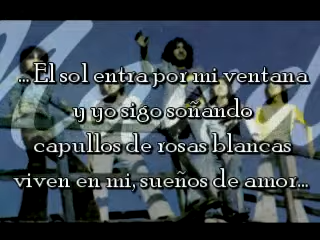 ... El sol entra por mi ventana
y yo sigo soñando
capullos de rosas blancas
viven en mi, sueños de amor...